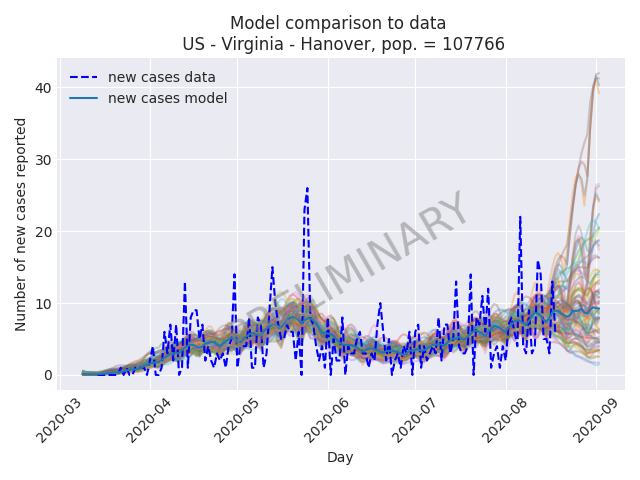 Model comparison to data
US - Virginia - Hanover, pop. = 107766
new cases data
new cases model
PRELIMINARY
Number of new cases reported
40
30
20
10
0
2020-03
2020-04
2020-05
2020-06
2020-07
2020-08
2020-09
Day